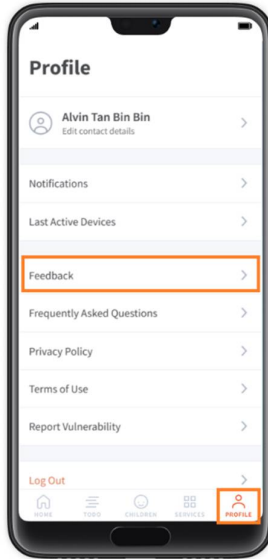 Profile
Alvin Tan Bin Bin
Edit contact details
Notifications
Last Active Devices
Feedback
Frequently Asked Questions
Privacy Policy
Terms of Use
Report Vulnerability
Log Out
HOME TODO CHILDREN SERVICES PROFILE